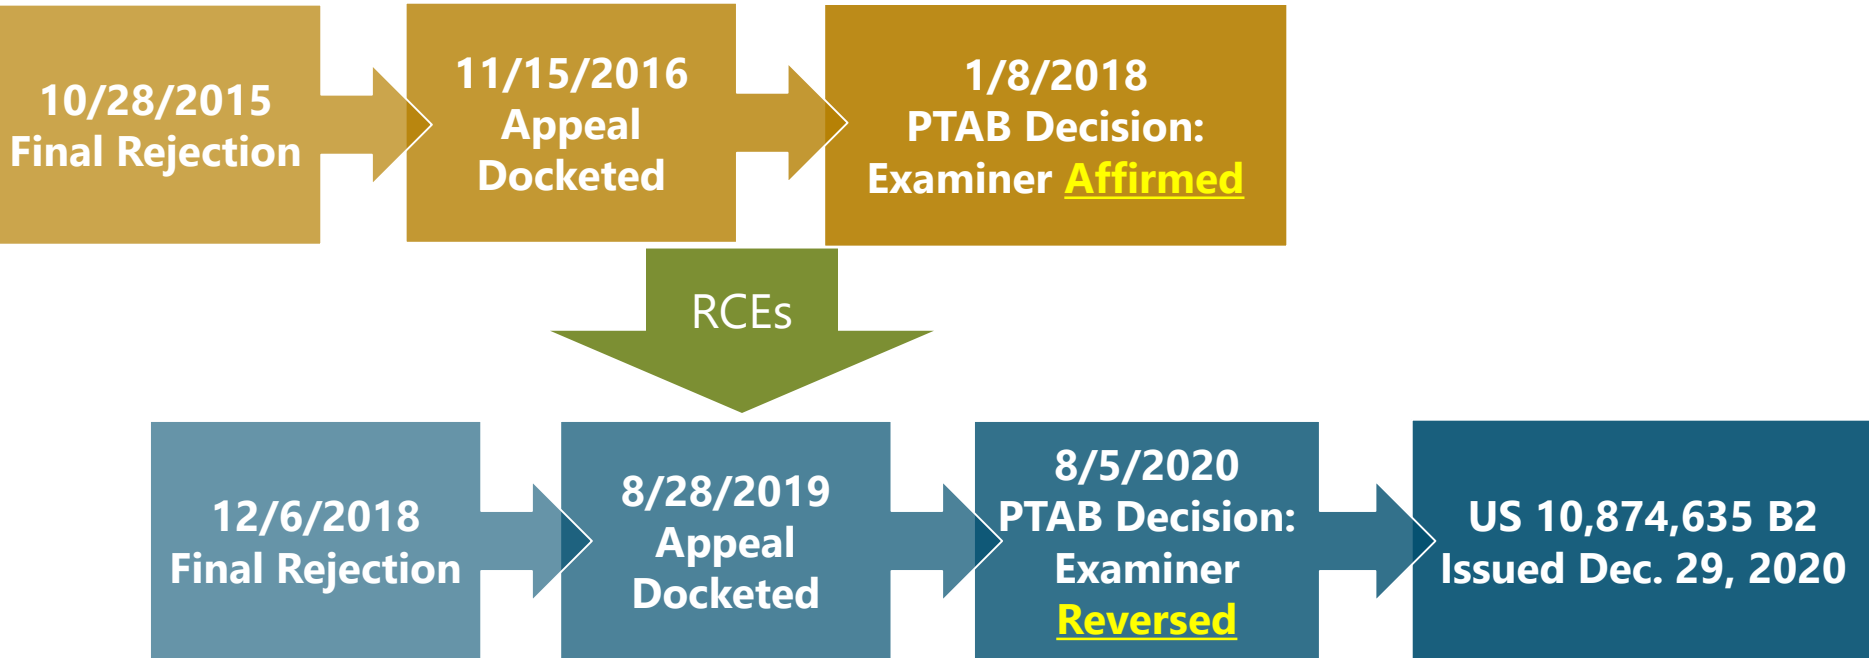 10/28/2015
Final Rejection
11/15/2016
Appeal
Docketed
1/8/2018
PTAB Decision:
Examiner Affirmed
RCEs
12/6/2018
Final Rejection
8/28/2019
Appeal
Docketed
8/5/2020
PTAB Decision:
Examiner
Reversed
US 10,874,635 B2
Issued Dec. 29, 2020